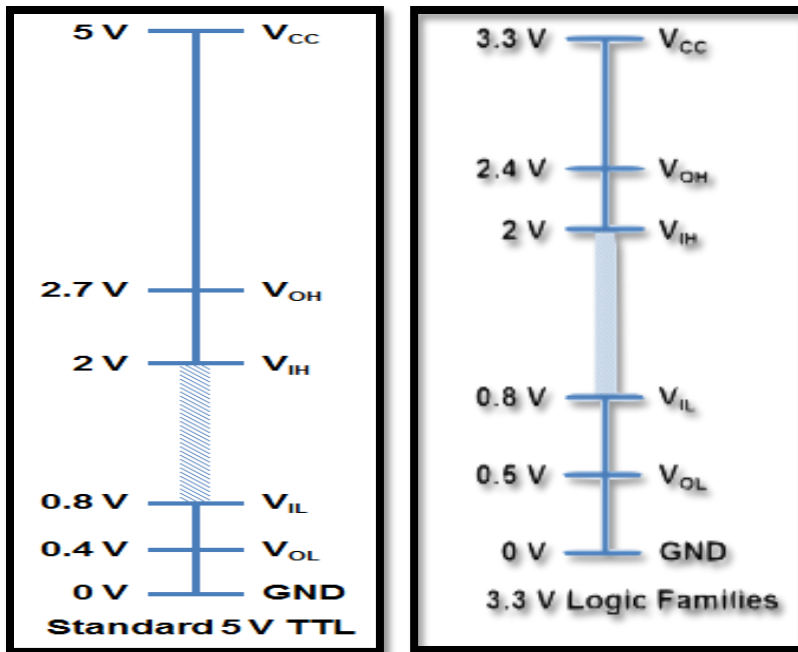 5 V VCC
2.7 V VOH
2 V VIH
0.8 V VIL
0.4 V VOL
0 V GND
Standard 5 V TTL
3.3 V VCC
2.4 V VOH
2 V VIH
0.8 V VIL
0.5 V VOL
0 V GND
3.3 V Logic Families